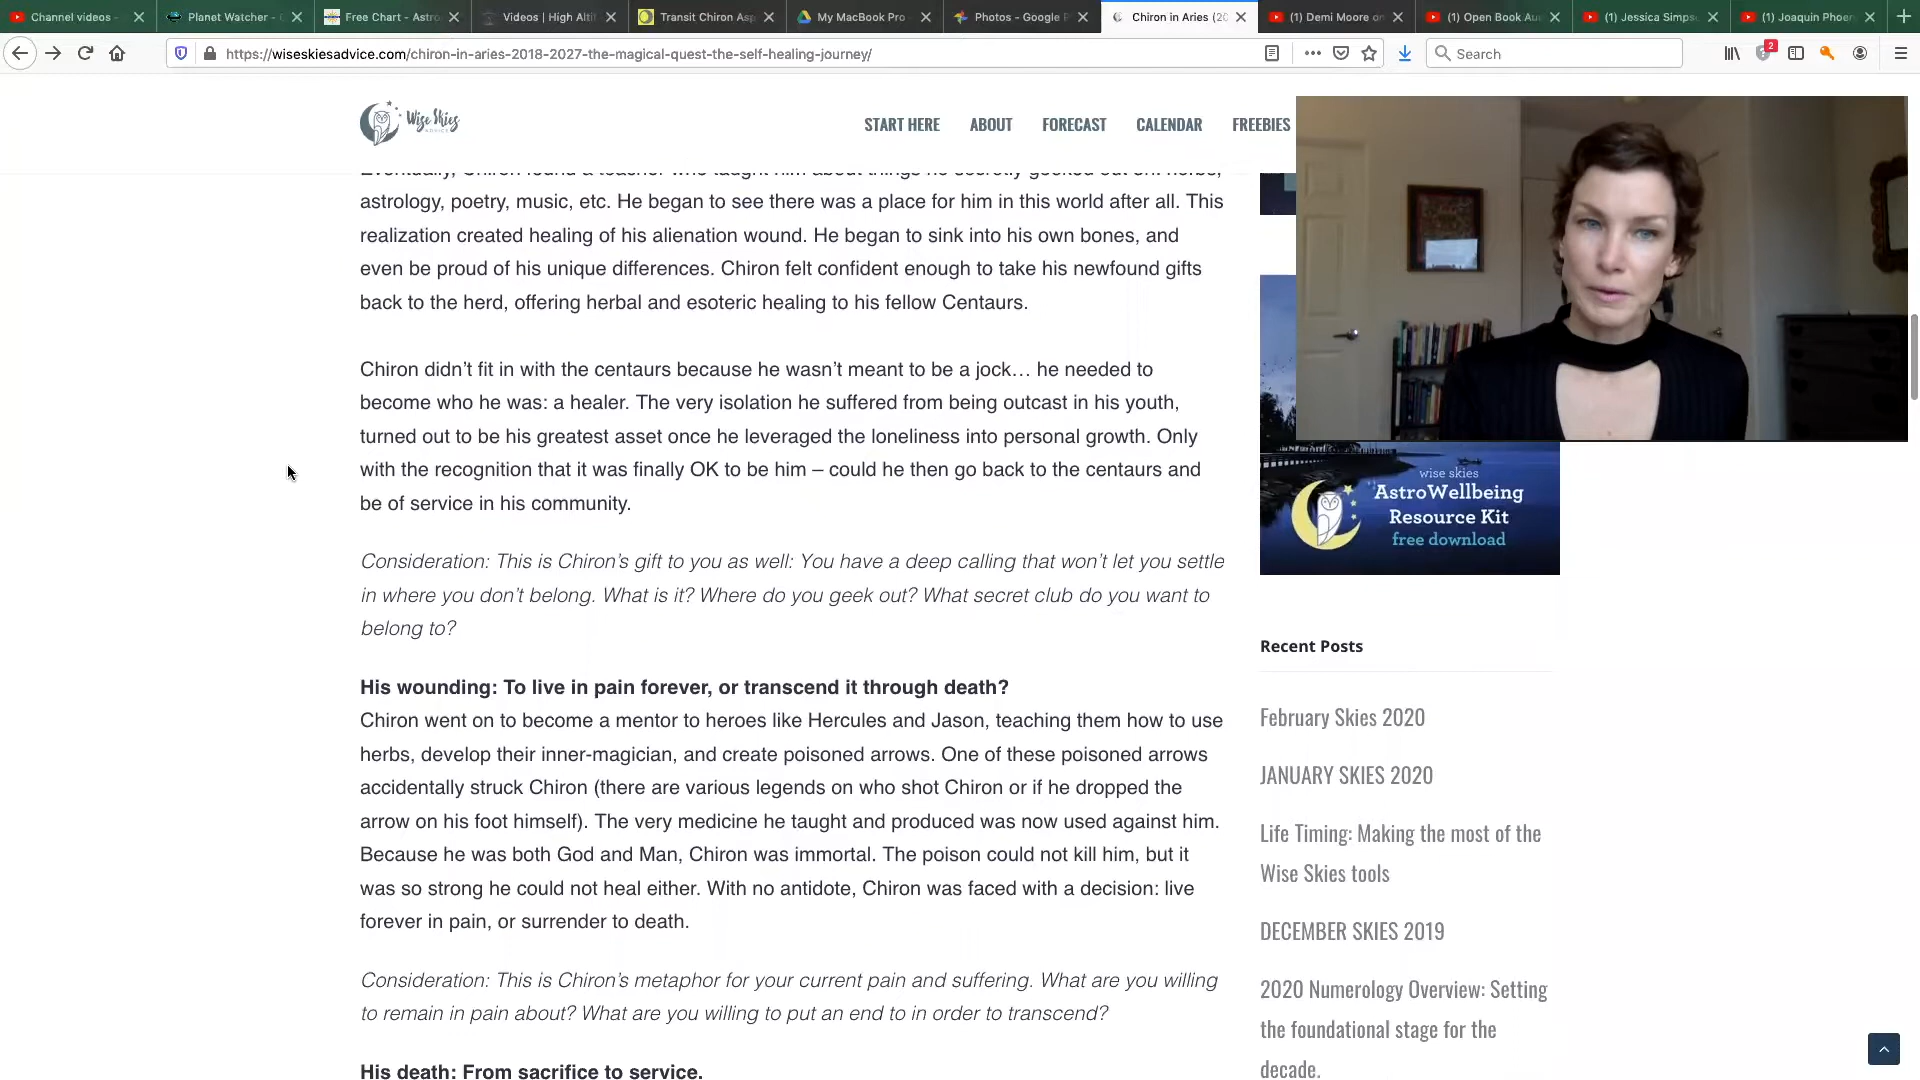 Channel videos -
Planet Watcher -
Free Chart - Astro
Videos | High Alti
Transit Chiron Asp
My MacBook Pro -
Photos - Google P
Chiron in Aries (20
(1) Demi Moore on
(1) Open Book Au
(1) Jessica Simps
(1) Joaquin Phoen
https://wiseskiesadvice.com/chiron-in-aries-2018-2027-the-magical-quest-the-self-healing-journey/
Search
2
Wise Skies
ADVICE
START HERE
ABOUT
FORECAST
CALENDAR
FREEBIES
Eventually, Chiron found a teacher who taught him about things he secretly geeked out on: herbs,
astrology, poetry, music, etc. He began to see there was a place for him in this world after all. This
realization created healing of his alienation wound. He began to sink into his own bones, and
even be proud of his unique differences. Chiron felt confident enough to take his newfound gifts
back to the herd, offering herbal and esoteric healing to his fellow Centaurs.
Chiron didn’t fit in with the centaurs because he wasn’t meant to be a jock… he needed to
become who he was: a healer. The very isolation he suffered from being outcast in his youth,
turned out to be his greatest asset once he leveraged the loneliness into personal growth. Only
with the recognition that it was finally OK to be him – could he then go back to the centaurs and
be of service in his community.
Consideration: This is Chiron’s gift to you as well: You have a deep calling that won’t let you settle
in where you don’t belong. What is it? Where do you geek out? What secret club do you want to
belong to?
His wounding: To live in pain forever, or transcend it through death?
Chiron went on to become a mentor to heroes like Hercules and Jason, teaching them how to use
herbs, develop their inner-magician, and create poisoned arrows. One of these poisoned arrows
accidentally struck Chiron (there are various legends on who shot Chiron or if he dropped the
arrow on his foot himself). The very medicine he taught and produced was now used against him.
Because he was both God and Man, Chiron was immortal. The poison could not kill him, but it
was so strong he could not heal either. With no antidote, Chiron was faced with a decision: live
forever in pain, or surrender to death.
Consideration: This is Chiron’s metaphor for your current pain and suffering. What are you willing
to remain in pain about? What are you willing to put an end to in order to transcend?
His death: From sacrifice to service.
wise skies
AstroWellbeing
Resource Kit
free download
Recent Posts
February Skies 2020
JANUARY SKIES 2020
Life Timing: Making the most of the
Wise Skies tools
DECEMBER SKIES 2019
2020 Numerology Overview: Setting
the foundational stage for the
decade.